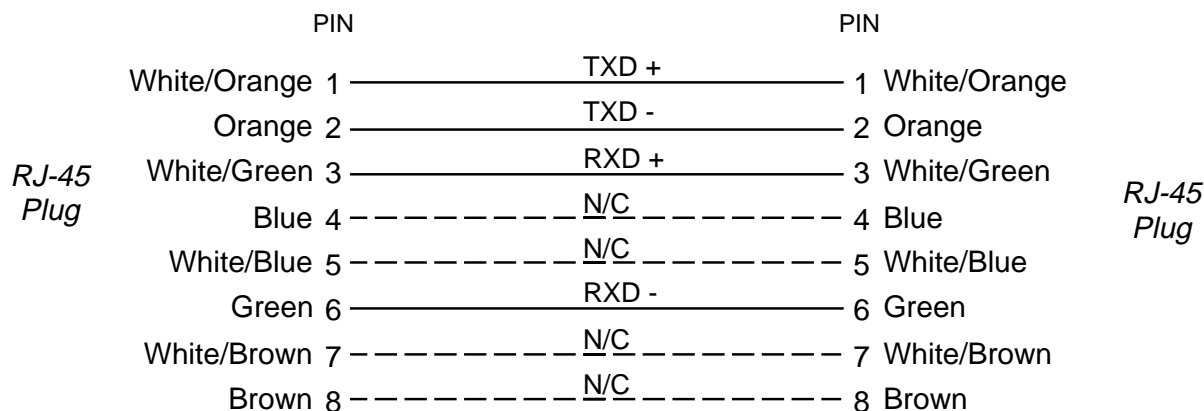 PIN PIN
White/Orange 1 TXD + 1 White/Orange
Orange 2 TXD - 2 Orange
White/Green 3 RXD + 3 White/Green
RJ-45 Plug
Blue 4 N/C 4 Blue
RJ-45 Plug
White/Blue 5 N/C 5 White/Blue
Green 6 RXD - 6 Green
White/Brown 7 N/C 7 White/Brown
Brown 8 N/C 8 Brown